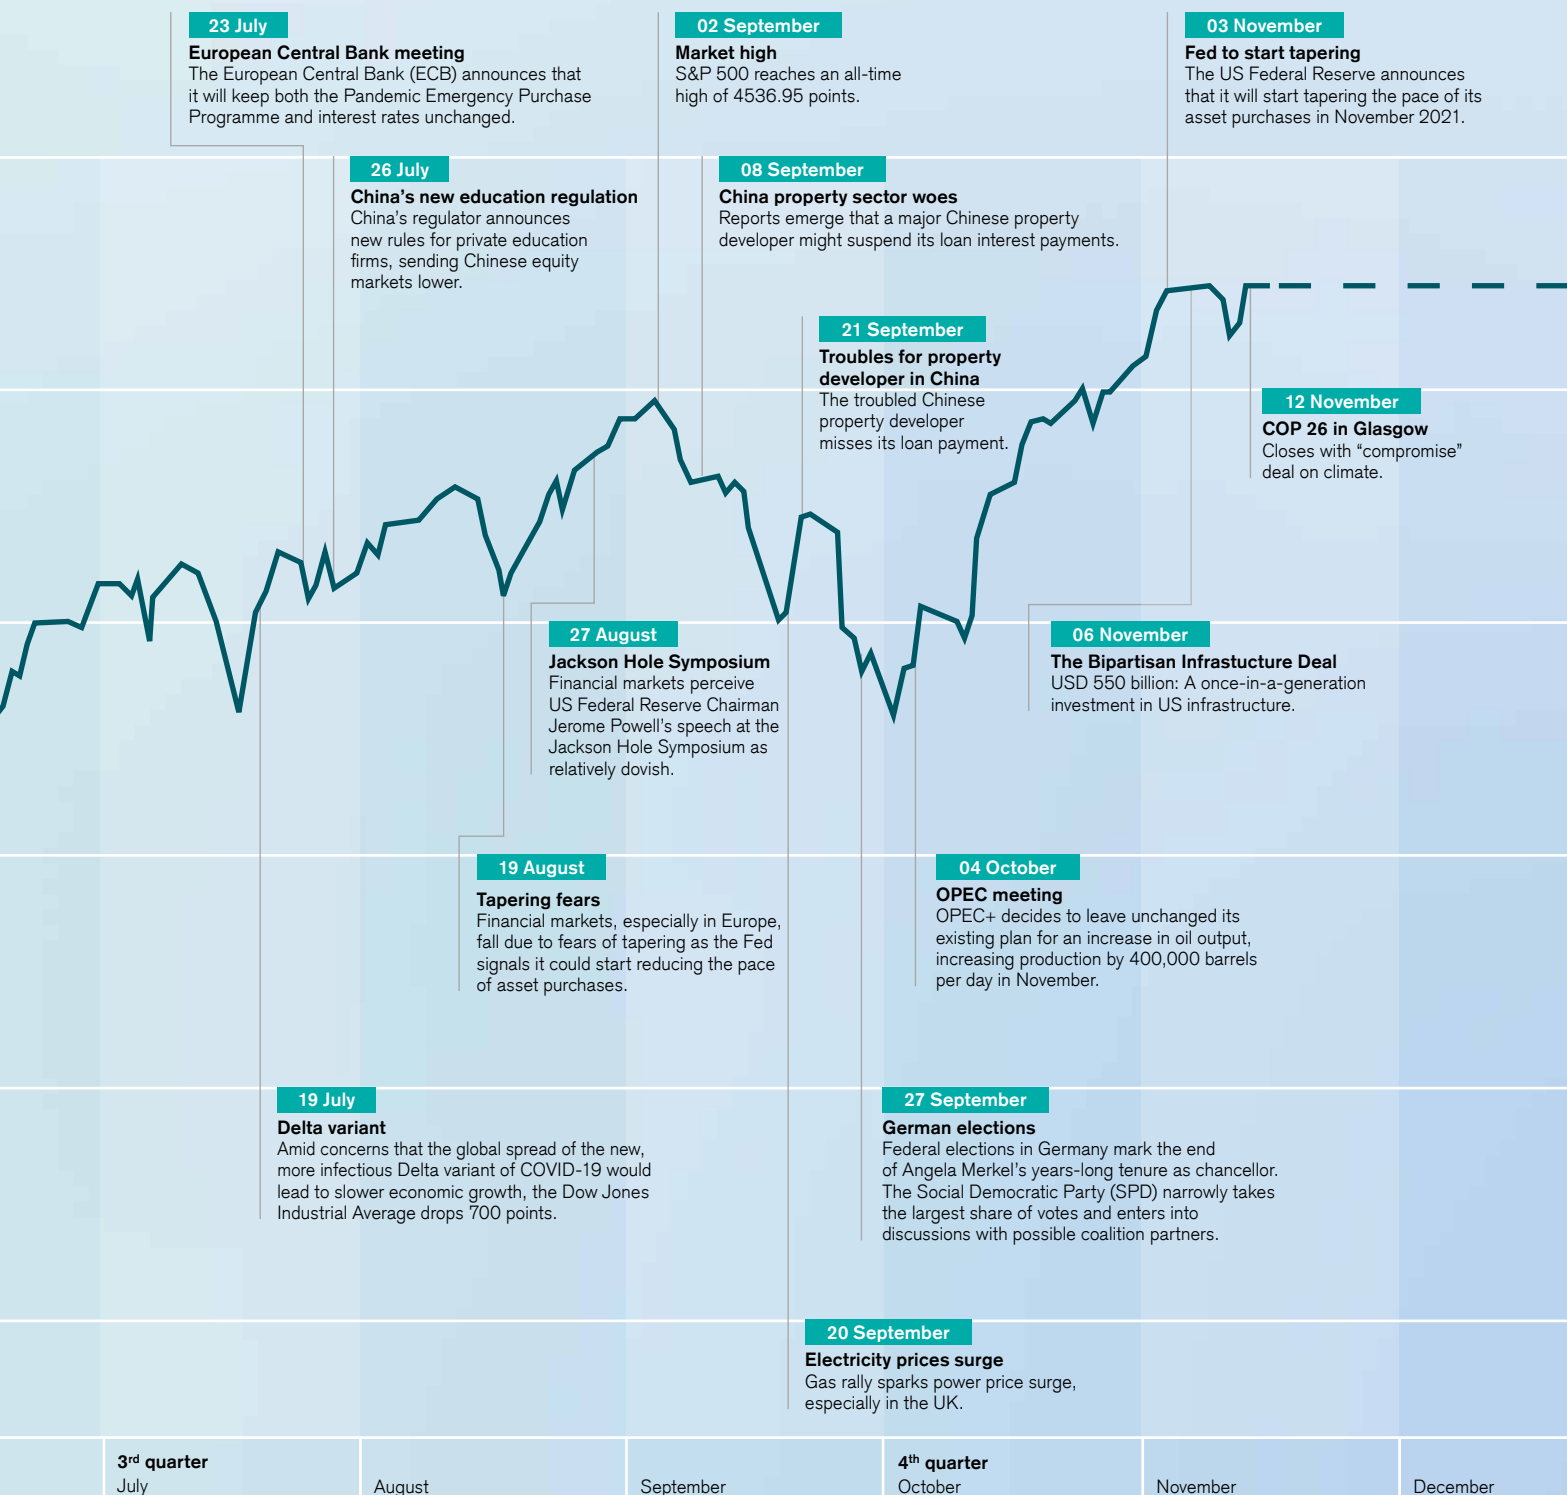 23 July
European Central Bank meeting
The European Central Bank (ECB) announces that
it will keep both the Pandemic Emergency Purchase
Programme and interest rates unchanged.
02 September
Market high
S&P 500 reaches an all-time
high of 4536.95 points.
03 November
Fed to start tapering
The US Federal Reserve announces
that it will start tapering the pace of its
asset purchases in November 2021.
26 July
China's new education regulation
China's regulator announces
new rules for private education
firms, sending Chinese equity
markets lower.
08 September
China property sector woes
Reports emerge that a major Chinese property
developer might suspend its loan interest payments.
21 September
Troubles for property
developer in China
The troubled Chinese
property developer
misses its loan payment.
12 November
COP 26 in Glasgow
Closes with “compromise”
deal on climate.
27 August
Jackson Hole Symposium
Financial markets perceive
US Federal Reserve Chairman
Jerome Powell's speech at the
Jackson Hole Symposium as
relatively dovish.
06 November
The Bipartisan Infrastucture Deal
USD 550 billion: A once-in-a-generation
investment in US infrastructure.
19 August
Tapering fears
Financial markets, especially in Europe,
fall due to fears of tapering as the Fed
signals it could start reducing the pace
of asset purchases.
04 October
OPEC meeting
OPEC+ decides to leave unchanged its
existing plan for an increase in oil output,
increasing production by 400,000 barrels
per day in November.
19 July
Delta variant
Amid concerns that the global spread of the new,
more infectious Delta variant of COVID-19 would
lead to slower economic growth, the Dow Jones
Industrial Average drops 700 points.
27 September
German elections
Federal elections in Germany mark the end
of Angela Merkel's years-long tenure as chancellor.
The Social Democratic Party (SPD) narrowly takes
the largest share of votes and enters into
discussions with possible coalition partners.
20 September
Electricity prices surge
Gas rally sparks power price surge,
especially in the UK.
3rd quarter
July
August
September
4th quarter
October
November
December